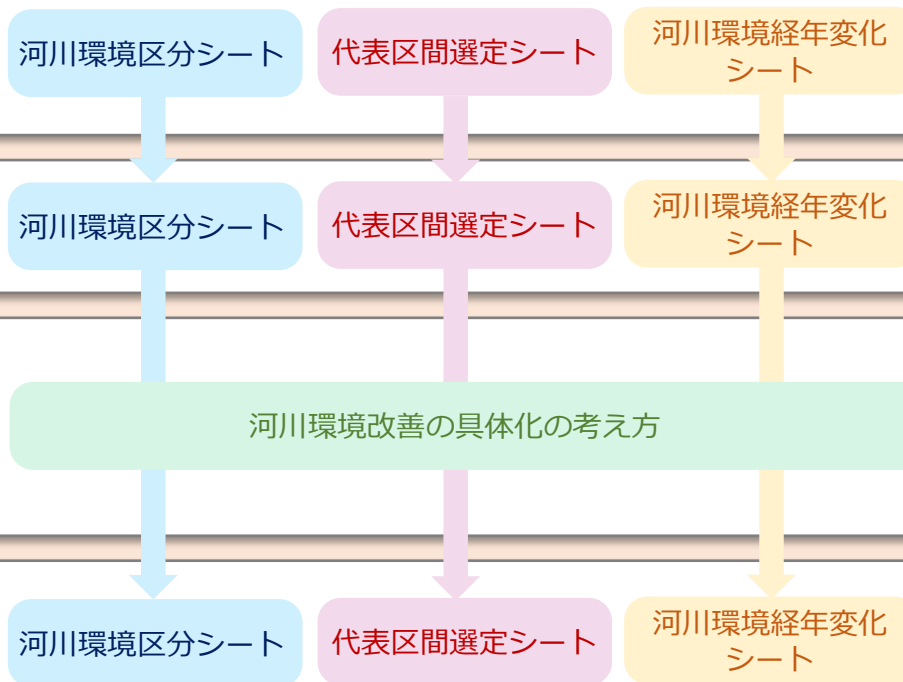 河川環境区分シート
代表区間選定シート
河川環境経年変化
シート
河川環境区分シート
代表区間選定シート
河川環境経年変化
シート
河川環境改善の具体化の考え方
河川環境区分シート
代表区間選定シート
河川環境経年変化
シート